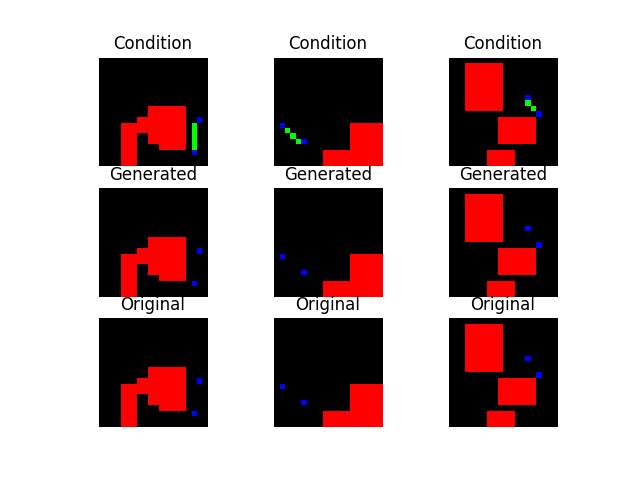 Condition Condition Condition
Generated Generated Generated
Original Original Original